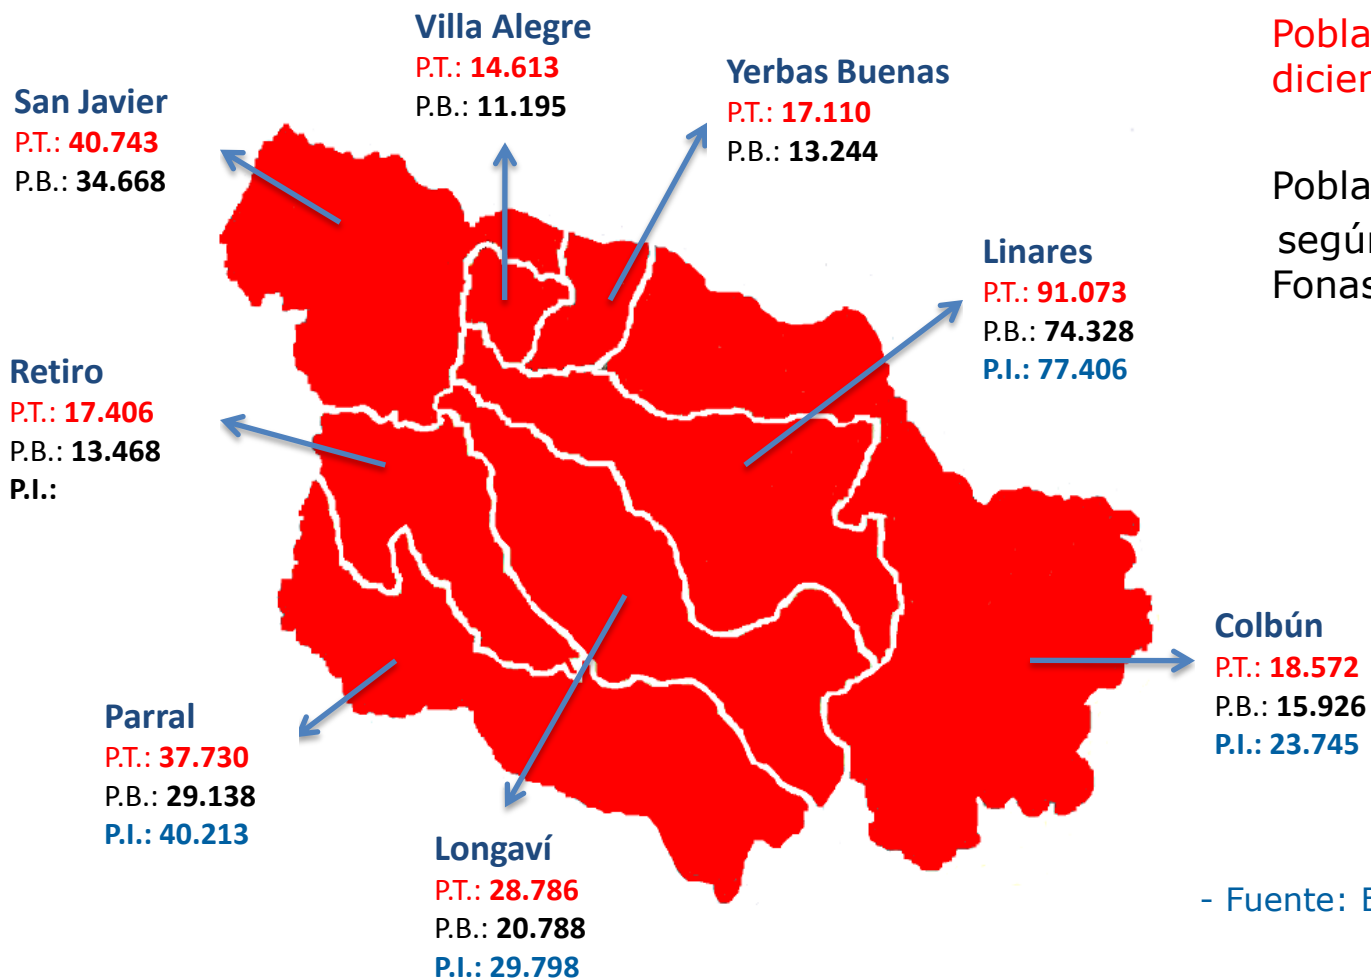 Villa Alegre
P.T.: 14.613
P.B.: 11.195
Yerbas Buenas
P.T.: 17.110
P.B.: 13.244
San Javier
P.T.: 40.743
P.B.: 34.668
Linares
P.T.: 91.073
P.B.: 74.328
P.I.: 77.406
Retiro
P.T.: 17.406
P.B.: 13.468
P.I.:
Colbún
P.T.: 18.572
P.B.: 15.926
P.I.: 23.745
Parral
P.T.: 37.730
P.B.: 29.138
P.I.: 40.213
Longaví
P.T.: 28.786
P.B.: 20.788
P.I.: 29.798
- Fuente: